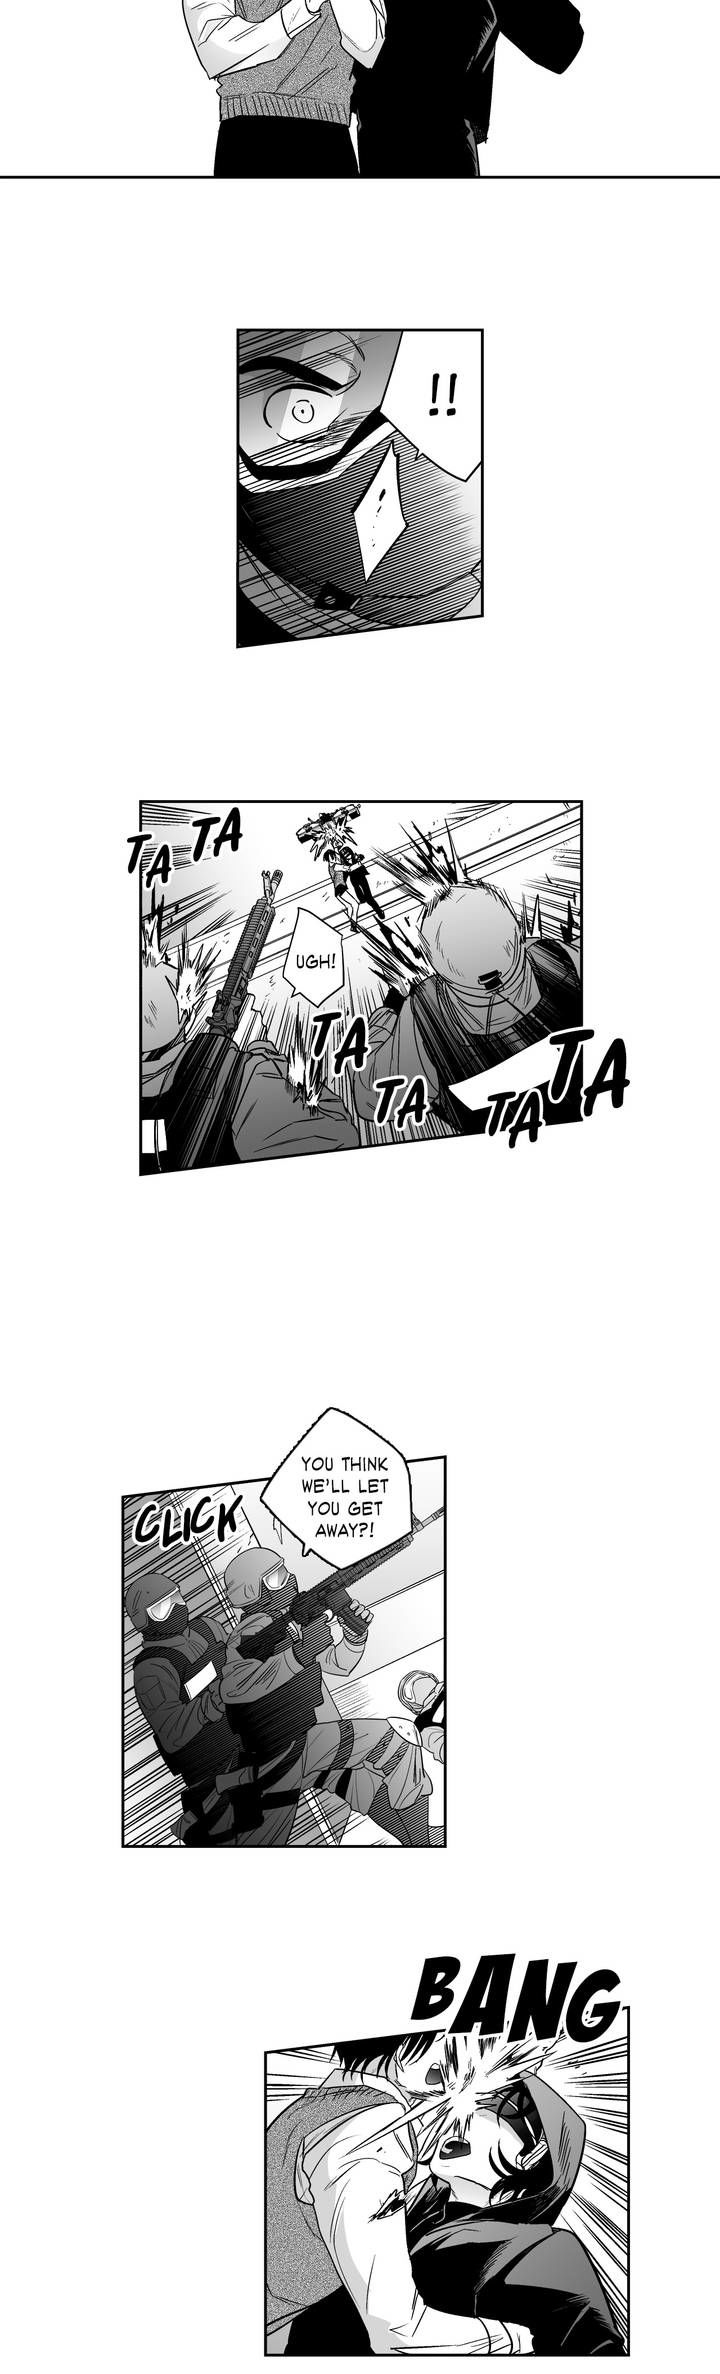 !!
TA TA
UGH!
TA
TA
TA TA
YOU THINK
WE'LL LET
YOU GET
AWAY?!
CLICK
BANG